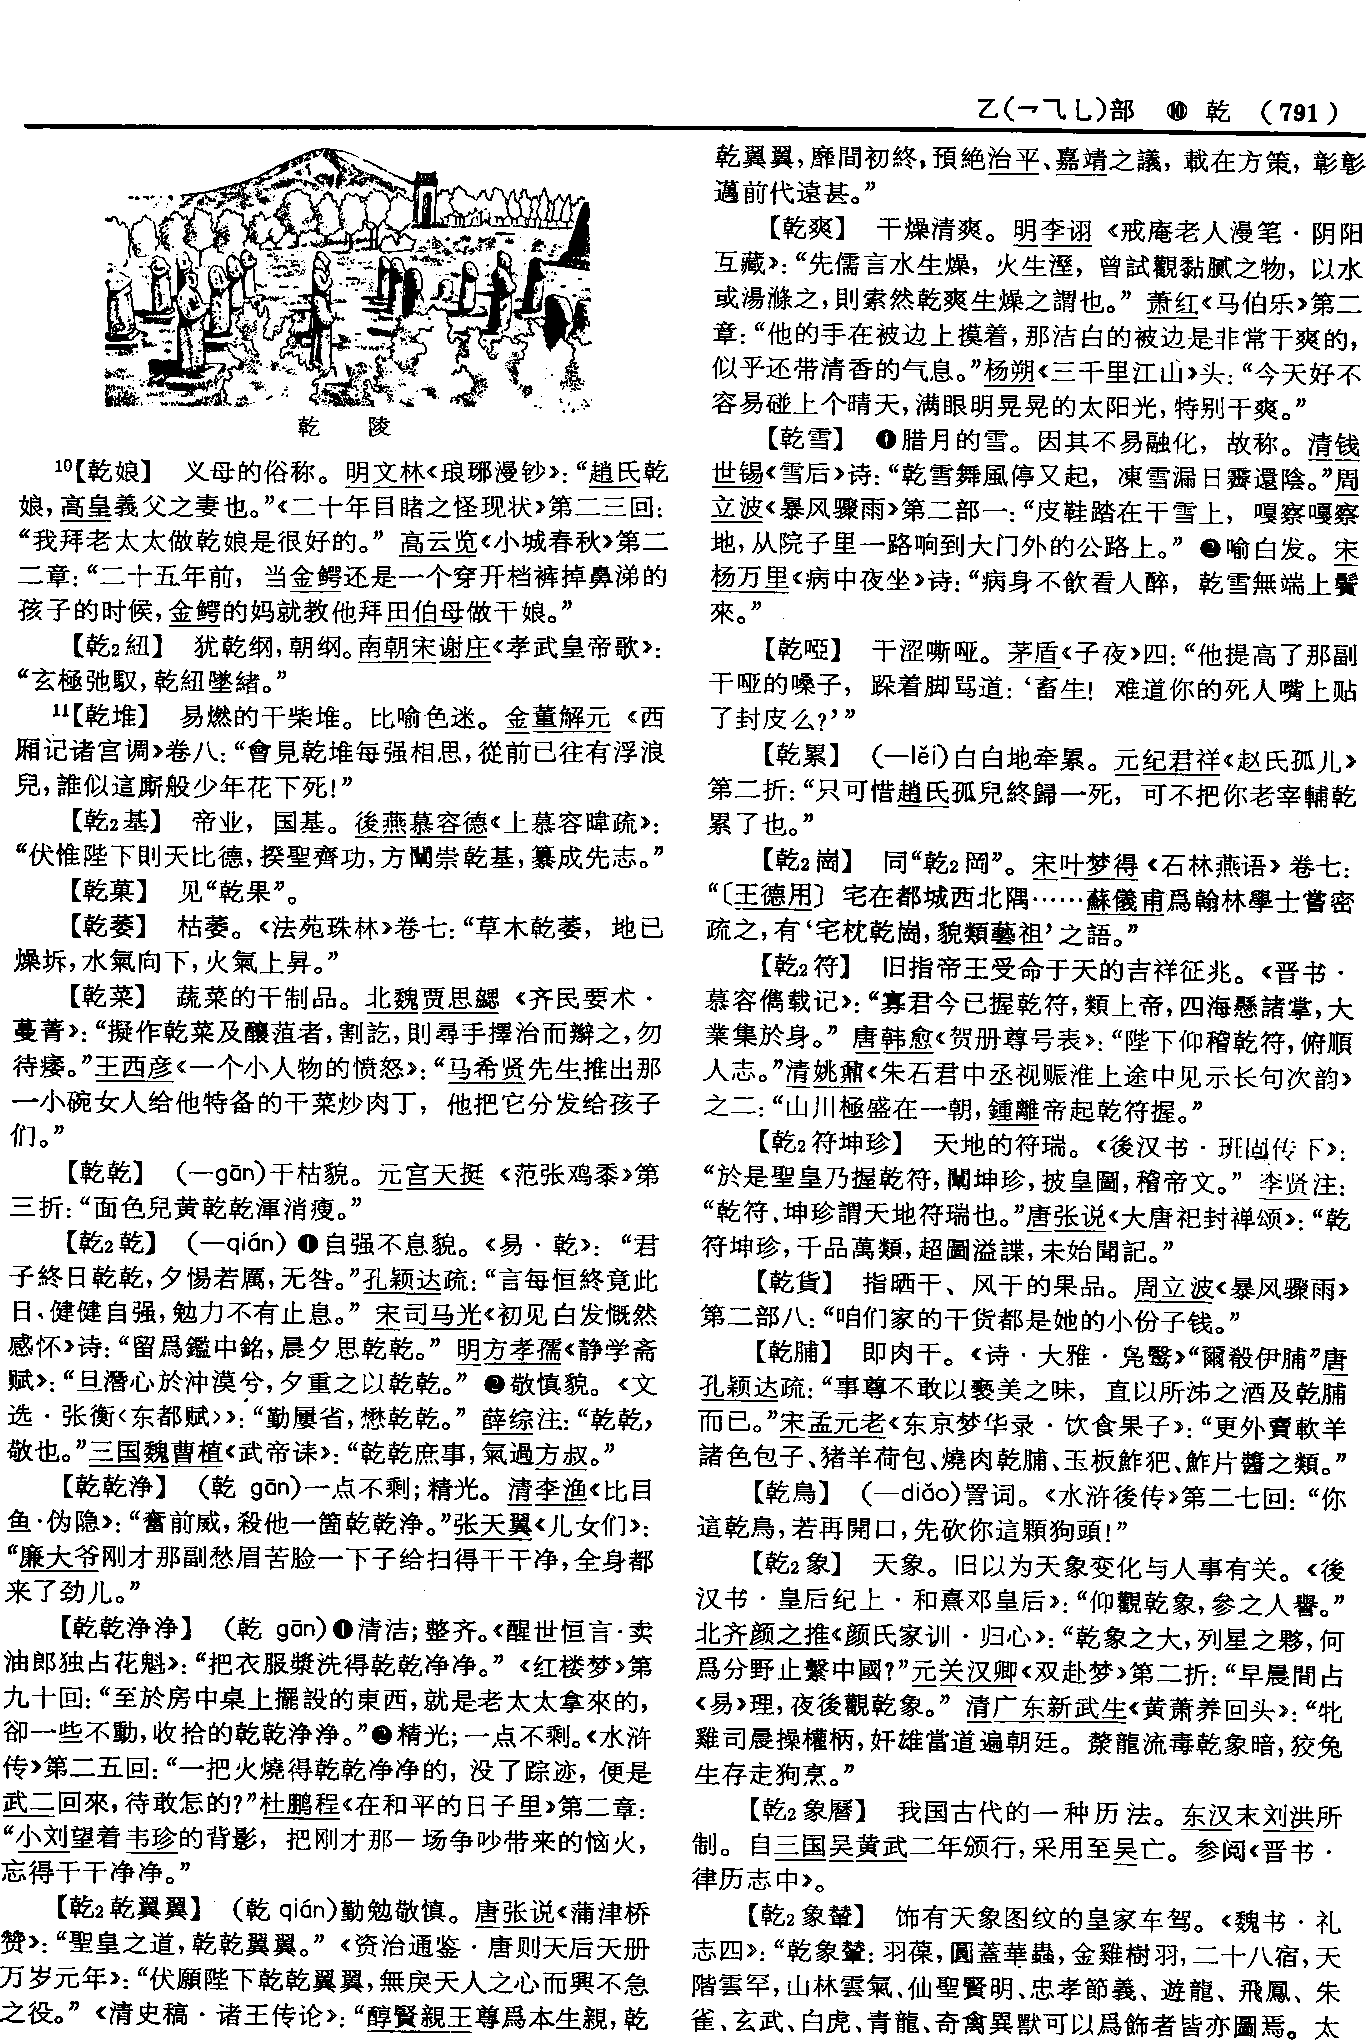 乙(乛⺄乚)部 ❿ 乾 (791)
乾 陵
10【乾娘】 义母的俗称。明文林《琅琊漫钞》：“趙氏乾
娘，高皇義父之妻也。”《二十年目睹之怪现状》第二三回：
“我拜老太太做乾娘是很好的。” 高云览《小城春秋》第二
二章：“二十五年前，当金鳄还是一个穿开档裤掉鼻涕的
孩子的时候，金鳄的妈就教他拜田伯母做干娘。”
【乾2紐】 犹乾纲，朝纲。南朝宋谢庄《孝武皇帝歌》：
“玄極弛馭，乾紐墜緒。”
11【乾堆】 易燃的干柴堆。比喻色迷。金董解元《西
厢记诸宫调》卷八：“會見乾堆每强相思，從前已往有浮浪
兒，誰似這廝般少年花下死！”
【乾2基】 帝业，国基。後燕慕容德《上慕容暐疏》：
“伏惟陛下則天比德，揆聖齊功，方闡崇乾基，纂成先志。”
【乾菓】 见“乾果”。
【乾萎】 枯萎。《法苑珠林》卷七：“草木乾萎，地已
燥坼，水氣向下，火氣上昇。”
【乾菜】 蔬菜的干制品。北魏贾思勰《齐民要术·
蔓菁》：“擬作乾菜及釀菹者，割訖，則尋手擇治而辮之，勿
待痿。”王西彦《一个小人物的愤怒》：“马希贤先生推出那
一小碗女人给他特备的干菜炒肉丁，他把它分发给孩子
们。”
【乾乾】 (—gān)干枯貌。元宫天挺《范张鸡黍》第
三折：“面色兒黄乾乾渾消瘦。”
【乾2乾】 (—qián) ❶自强不息貌。《易·乾》：“君
子終日乾乾，夕惕若厲，无咎。”孔颖达疏：“言每恒終竟此
日、健健自强，勉力不有止息。” 宋司马光《初见白发慨然
感怀》诗：“留爲鑑中銘，晨夕思乾乾。” 明方孝孺《静学斋
赋》：“旦潛心於沖漠兮，夕重之以乾乾。” ❷敬慎貌。《文
选·张衡〈东都赋〉》：“勤屢省，懋乾乾。” 薛综注：“乾乾，
敬也。”三国魏曹植《武帝诔》：“乾乾庶事，氣過方叔。”
【乾乾净】 (乾 gān)一点不剩；精光。清李渔《比目
鱼·伪隐》：“奮前威，殺他一箇乾乾净。”张天翼《儿女们》：
“廉大爷刚才那副愁眉苦脸一下子给扫得干干净，全身都
来了劲儿。”
【乾乾净净】 (乾 gān)❶清洁；整齐。《醒世恒言·卖
油郎独占花魁》：“把衣服漿洗得乾乾净净。”《红楼梦》第
九十回：“至於房中桌上擺設的東西，就是老太太拿來的，
卻一些不動，收拾的乾乾净净。”❷精光；一点不剩。《水浒
传》第二五回：“一把火燒得乾乾净净的，没了踪迹，便是
武二回來，待敢怎的？”杜鹏程《在和平的日子里》第二章：
“小刘望着韦珍的背影，把刚才那一场争吵带来的恼火，
忘得干干净净。”
【乾2乾翼翼】 (乾 qián)勤勉敬慎。唐张说《蒲津桥
赞》：“聖皇之道，乾乾翼翼。”《资治通鉴·唐则天后天册
万岁元年》：“伏願陛下乾乾翼翼，無戾天人之心而興不急
之役。”《清史稿·诸王传论》：“醇賢親王尊爲本生親，乾
乾翼翼，靡間初終，預絶治平、嘉靖之議，載在方策，彰彰
邁前代遠甚。”
【乾爽】 干燥清爽。明李诩《戒庵老人漫笔·阴阳
互藏》：“先儒言水生燥，火生溼，曾試觀黏膩之物，以水
或湯滌之，則索然乾爽生燥之謂也。” 萧红《马伯乐》第二
章：“他的手在被边上摸着，那洁白的被边是非常干爽的，
似乎还带清香的气息。”杨朔《三千里江山》头：“今天好不
容易碰上个晴天，满眼明晃晃的太阳光，特别干爽。”
【乾雪】 ❶腊月的雪。因其不易融化，故称。清钱
世锡《雪后》诗：“乾雪舞風停又起，凍雪漏日霽還陰。”周
立波《暴风骤雨》第二部一：“皮鞋踏在干雪上，嘎察嘎察
地，从院子里一路响到大门外的公路上。” ❷喻白发。宋
杨万里《病中夜坐》诗：“病身不飲看人醉，乾雪無端上鬢
來。”
【乾啞】 干涩嘶哑。茅盾《子夜》四：“他提高了那副
干哑的嗓子，跺着脚骂道：‘畜生！难道你的死人嘴上贴
了封皮么？’”
【乾累】 (—lěi)白白地牵累。元纪君祥《赵氏孤儿》
第二折：“只可惜趙氏孤兒終歸一死，可不把你老宰輔乾
累了也。”
【乾2崗】 同“乾2岡”。宋叶梦得《石林燕语》卷七：
“〔王德用〕宅在都城西北隅……蘇儀甫爲翰林學士嘗密
疏之，有‘宅枕乾崗，貌類藝祖’之語。”
【乾2符】 旧指帝王受命于天的吉祥征兆。《晋书·
慕容儁载记》：“寡君今已握乾符，類上帝，四海懸諸掌，大
業集於身。” 唐韩愈《贺册尊号表》：“陛下仰稽乾符，俯順
人志。”清姚鼐《朱石君中丞视赈淮上途中见示长句次韵》
之二：“山川極盛在一朝，鍾離帝起乾符握。”
【乾2符坤珍】 天地的符瑞。《後汉书·班固传下》：
“於是聖皇乃握乾符，闡坤珍，披皇圖，稽帝文。” 李贤注：
“乾符、坤珍謂天地符瑞也。”唐张说《大唐祀封禅颂》：“乾
符坤珍，千品萬類，超圖溢諜，未始聞記。”
【乾貨】 指晒干、风干的果品。周立波《暴风骤雨》
第二部八：“咱们家的干货都是她的小份子钱。”
【乾脯】 即肉干。《诗·大雅·凫鷖》“爾殽伊脯”唐
孔颖达疏：“事尊不敢以褻美之味，直以所泲之酒及乾脯
而已。”宋孟元老《东京梦华录·饮食果子》：“更外賣軟羊
諸色包子、猪羊荷包、燒肉乾脯、玉板鮓犯、鮓片醬之類。”
【乾鳥】 (—diǎo)詈词。《水浒後传》第二七回：“你
這乾鳥，若再開口，先砍你這顆狗頭！”
【乾2象】 天象。旧以为天象变化与人事有关。《後
汉书·皇后纪上·和熹邓皇后》：“仰觀乾象，參之人譽。”
北齐颜之推《颜氏家训·归心》：“乾象之大，列星之夥，何
爲分野止繫中國？”元关汉卿《双赴梦》第二折：“早晨間占
《易》理，夜後觀乾象。” 清广东新武生《黄萧养回头》：“牝
雞司晨操權柄，奸雄當道遍朝廷。漦龍流毒乾象暗，狡兔
生存走狗烹。”
【乾2象曆】 我国古代的一种历法。东汉末刘洪所
制。自三国吴黄武二年颁行，采用至吴亡。参阅《晋书·
律历志中》。
【乾2象輦】 饰有天象图纹的皇家车驾。《魏书·礼
志四》：“乾象輦：羽葆，圓蓋華蟲，金雞樹羽，二十八宿，天
階雲罕，山林雲氣、仙聖賢明、忠孝節義、遊龍、飛鳳、朱
雀、玄武、白虎、青龍、奇禽異獸可以爲飾者皆亦圖焉。太